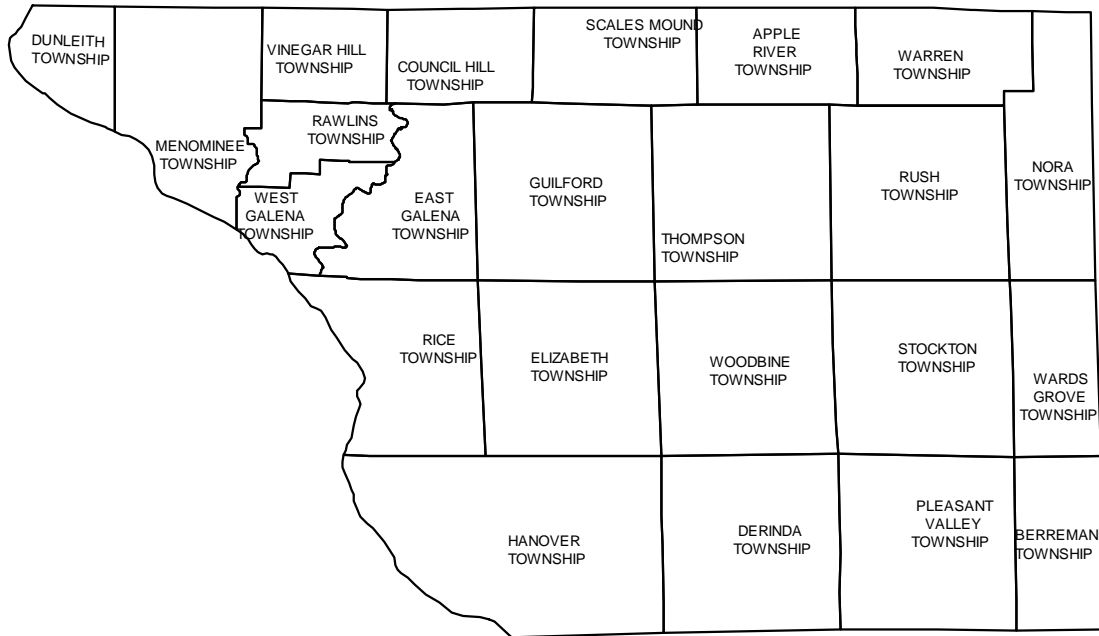 DUNLEITH
TOWNSHIP
VINEGAR HILL
TOWNSHIP
COUNCIL HILL
TOWNSHIP
SCALES MOUND
TOWNSHIP
APPLE
RIVER
TOWNSHIP
WARREN
TOWNSHIP
MENOMINEE
TOWNSHIP
RAWLINS
TOWNSHIP
WEST
GALENA
TOWNSHIP
EAST
GALENA
TOWNSHIP
GUILFORD
TOWNSHIP
THOMPSON
TOWNSHIP
RUSH
TOWNSHIP
NORA
TOWNSHIP
RICE
TOWNSHIP
ELIZABETH
TOWNSHIP
WOODBINE
TOWNSHIP
STOCKTON
TOWNSHIP
WARDS
GROVE
TOWNSHIP
HANOVER
TOWNSHIP
DERINDA
TOWNSHIP
PLEASANT
VALLEY
TOWNSHIP
BERREMAN
TOWNSHIP